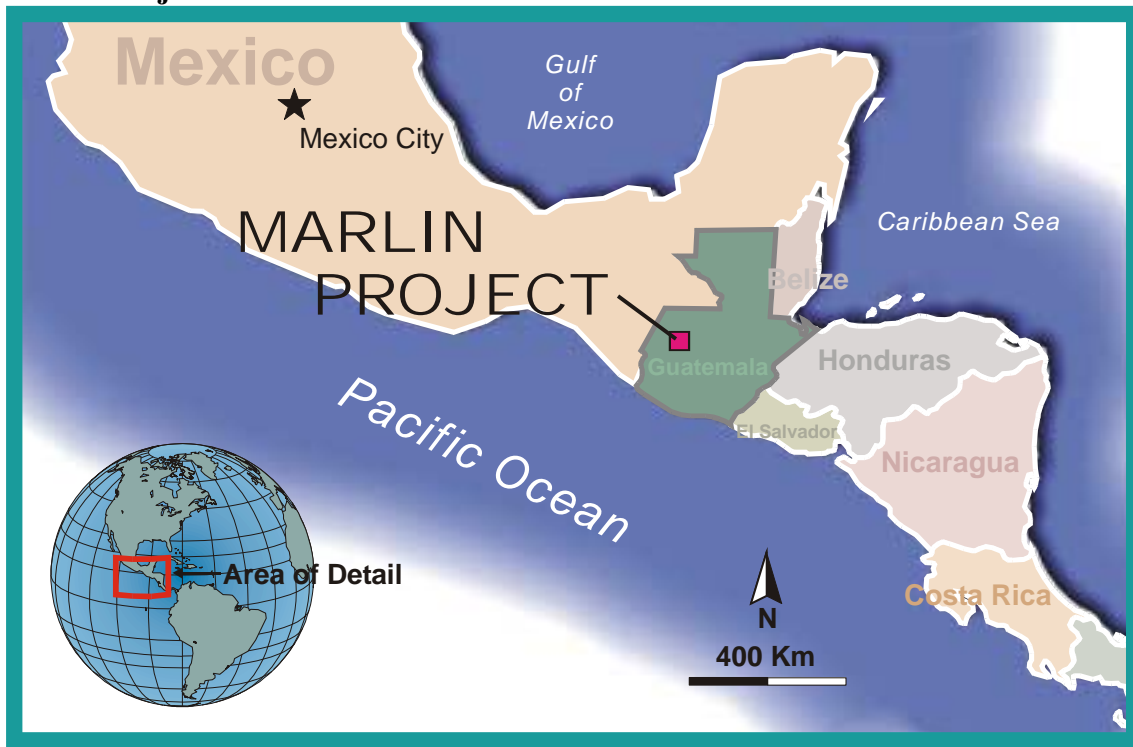 Mexico
Mexico City
Gulf
of
Mexico
Caribbean Sea
MARLIN
PROJECT
Belize
Guatemala
Honduras
El Salvador
Nicaragua
Costa Rica
Pacific Ocean
Area of Detail
N
400 Km